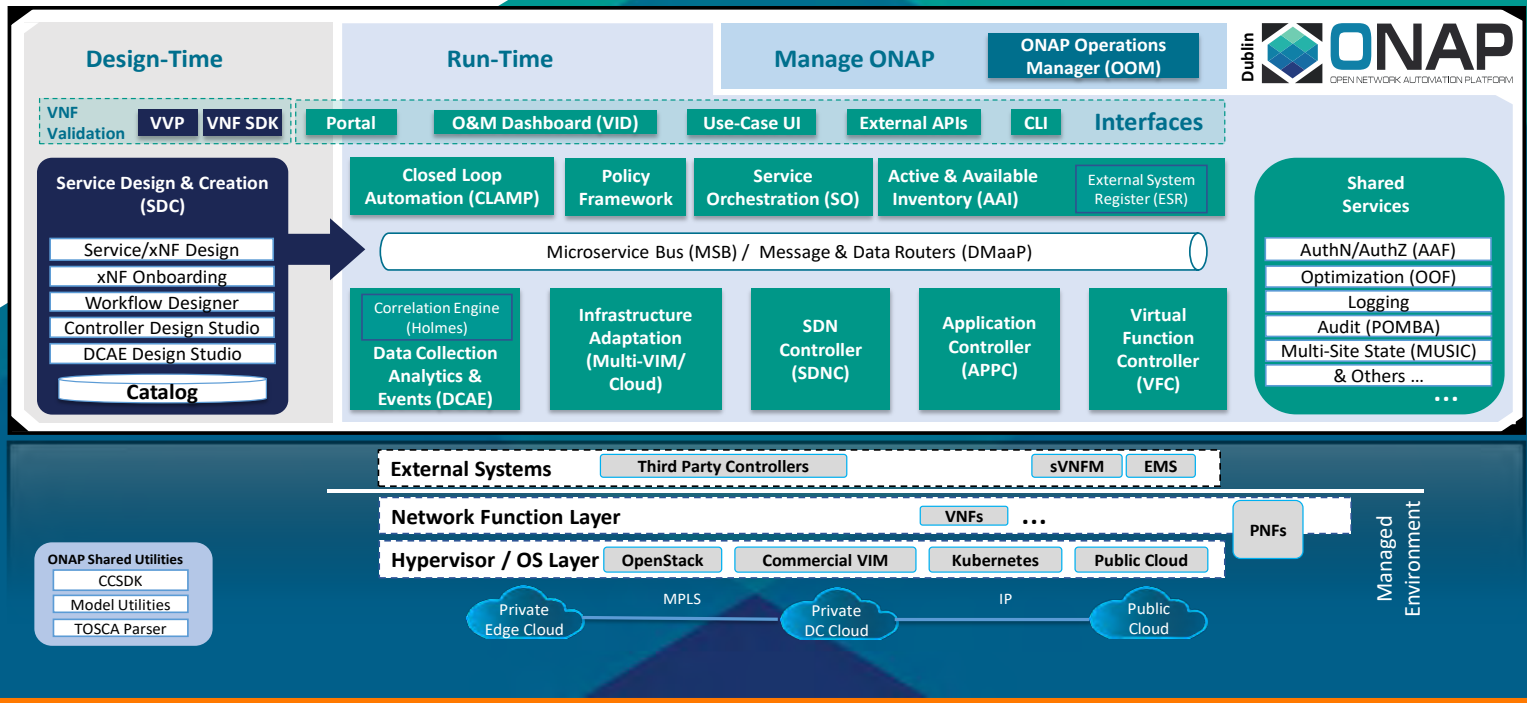 Design-Time
Run-Time
Manage ONAP
ONAP Operations
Manager (OOM)
Dublin
ONAP
OPEN NETWORK AUTOMATION PLATFORM
VNF
Validation
VVP
VNF SDK
Portal
O&M Dashboard (VID)
Use-Case UI
External APIs
CLI
Interfaces
Service Design & Creation
(SDC)
Service/xNF Design
xNF Onboarding
Workflow Designer
Controller Design Studio
DCAE Design Studio
Catalog
Closed Loop
Automation (CLAMP)
Policy
Framework
Service
Orchestration (SO)
Active & Available
Inventory (AAI)
External System
Register (ESR)
Microservice Bus (MSB) / Message & Data Routers (DMaaP)
Correlation Engine
(Holmes)
Data Collection
Analytics &
Events (DCAE)
Infrastructure
Adaptation
(Multi-VIM/
Cloud)
SDN
Controller
(SDNC)
Application
Controller
(APPC)
Virtual
Function
Controller
(VFC)
Shared
Services
AuthN/AuthZ (AAF)
Optimization (OOF)
Logging
Audit (POMBA)
Multi-Site State (MUSIC)
& Others …
…
External Systems
Third Party Controllers
sVNFM
EMS
Network Function Layer
VNFs
…
PNFs
Hypervisor / OS Layer
OpenStack
Commercial VIM
Kubernetes
Public Cloud
Managed
Environment
ONAP Shared Utilities
CCSDK
Model Utilities
TOSCA Parser
Private
Edge Cloud
MPLS
Private
DC Cloud
IP
Public
Cloud